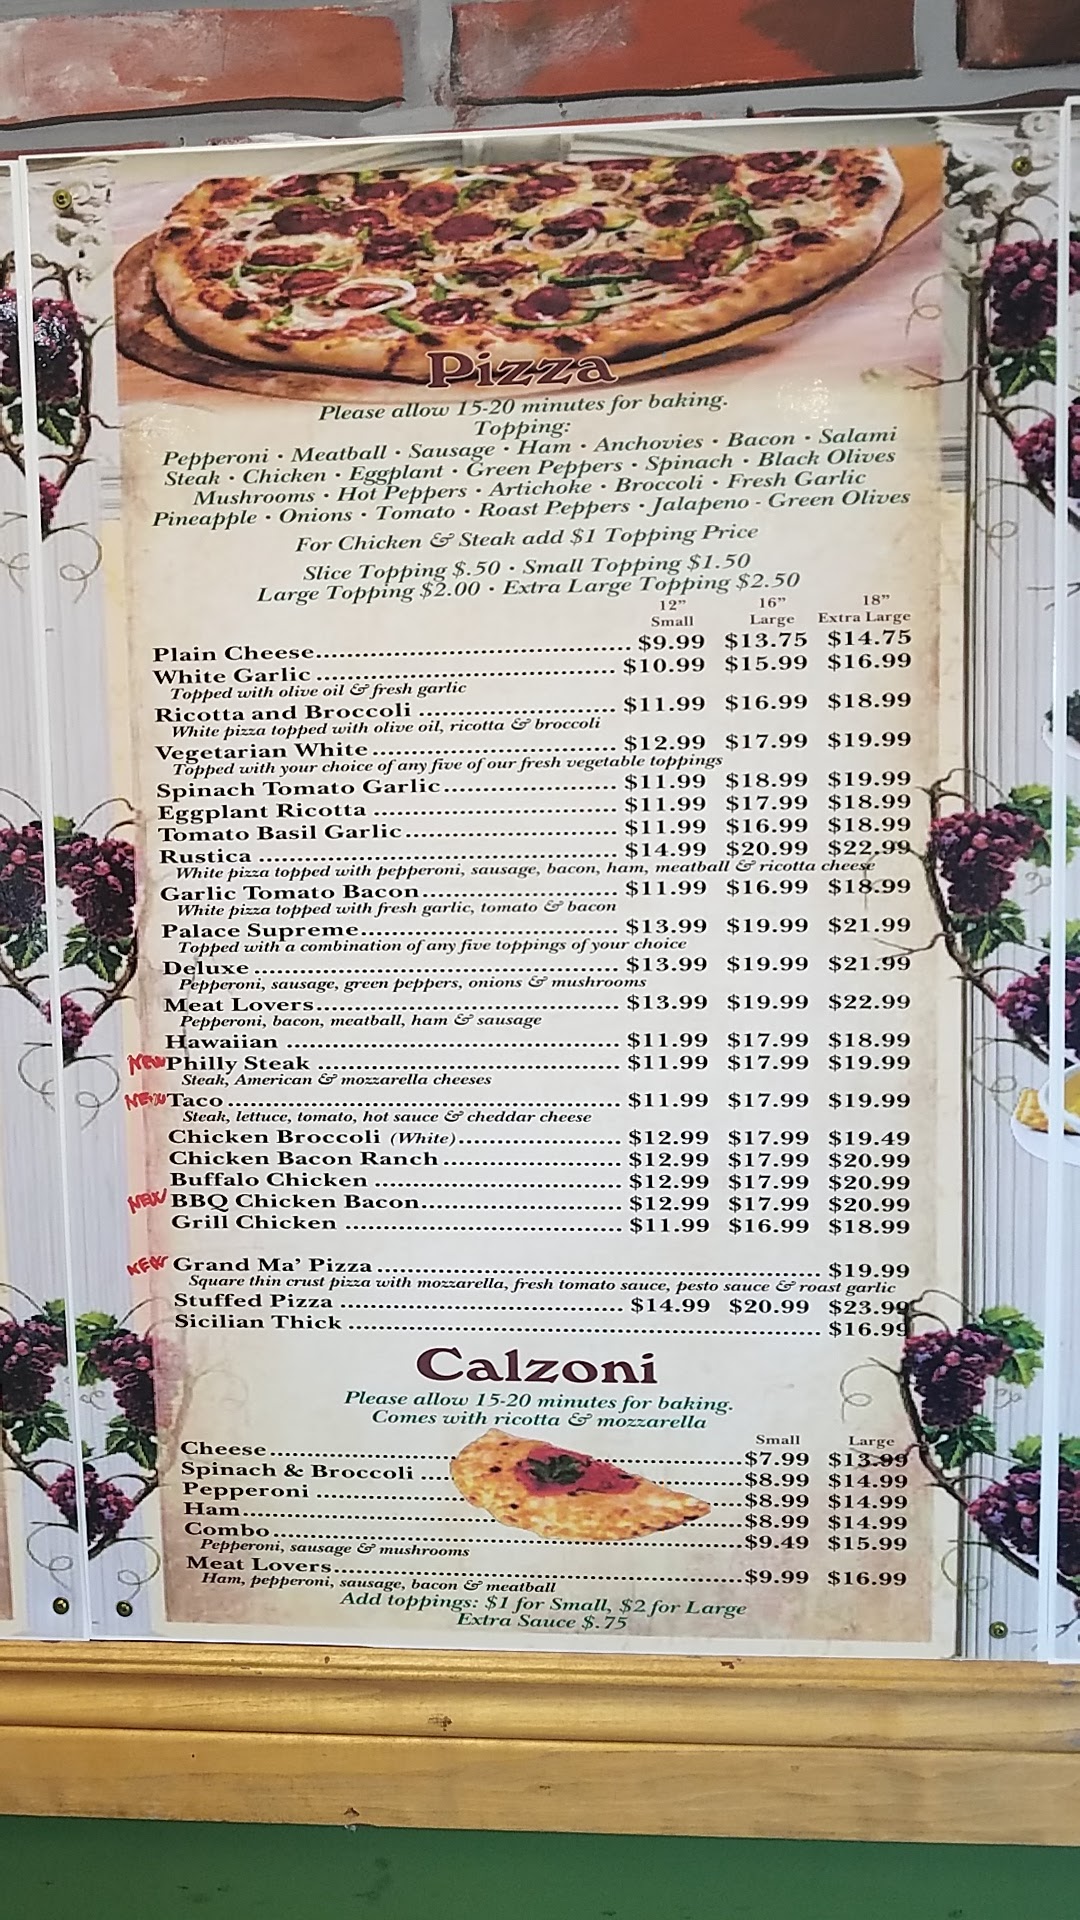 Pizza
Please allow 15-20 minutes for baking.
Topping:
Pepperoni • Meatball • Sausage • Ham • Anchovies • Bacon • Salami
Steak • Chicken • Eggplant • Green Peppers • Spinach • Black Olives
Mushrooms • Hot Peppers • Artichoke • Broccoli • Fresh Garlic
Pineapple • Onions • Tomato • Roast Peppers • Jalapeno - Green Olives
For Chicken & Steak add $1 Topping Price
Slice Topping $.50 • Small Topping $1.50
Large Topping $2.00 • Extra Large Topping $2.50
12" 16" 18"
Small Large Extra Large
Plain Cheese $9.99 $13.75 $14.75
White Garlic $10.99 $15.99 $16.99
Topped with olive oil & fresh garlic
Ricotta and Broccoli $11.99 $16.99 $18.99
White pizza topped with olive oil, ricotta & broccoli
Vegetarian White $12.99 $17.99 $19.99
Topped with your choice of any five of our fresh vegetable toppings
Spinach Tomato Garlic $11.99 $18.99 $19.99
Eggplant Ricotta $11.99 $17.99 $18.99
Tomato Basil Garlic $11.99 $16.99 $18.99
Rustica $14.99 $20.99 $22.99
White pizza topped with pepperoni, sausage, bacon, ham, meatball & ricotta cheese
Garlic Tomato Bacon $11.99 $16.99 $18.99
White pizza topped with fresh garlic, tomato & bacon
Palace Supreme $13.99 $19.99 $21.99
Topped with a combination of any five toppings of your choice
Deluxe $13.99 $19.99 $21.99
Pepperoni, sausage, green peppers, onions & mushrooms
Meat Lovers $13.99 $19.99 $22.99
Pepperoni, bacon, meatball, ham & sausage
Hawaiian $11.99 $17.99 $18.99
NEW Philly Steak $11.99 $17.99 $19.99
Steak, American & mozzarella cheeses
NEW Taco $11.99 $17.99 $19.99
Steak, lettuce, tomato, hot sauce & cheddar cheese
Chicken Broccoli (White) $12.99 $17.99 $19.49
Chicken Bacon Ranch $12.99 $17.99 $20.99
Buffalo Chicken $12.99 $17.99 $20.99
NEW BBQ Chicken Bacon $12.99 $17.99 $20.99
Grill Chicken $11.99 $16.99 $18.99
NEW Grand Ma' Pizza $19.99
Square thin crust pizza with mozzarella, fresh tomato sauce, pesto sauce & roast garlic
Stuffed Pizza $14.99 $20.99 $23.99
Sicilian Thick $16.99
Calzoni
Please allow 15-20 minutes for baking.
Comes with ricotta & mozzarella
Small Large
Cheese $7.99 $13.99
Spinach & Broccoli $8.99 $14.99
Pepperoni $8.99 $14.99
Ham $8.99 $14.99
Combo $9.49 $15.99
Pepperoni, sausage & mushrooms
Meat Lovers $9.99 $16.99
Ham, pepperoni, sausage, bacon & meatball
Add toppings: $1 for Small, $2 for Large
Extra Sauce $.75